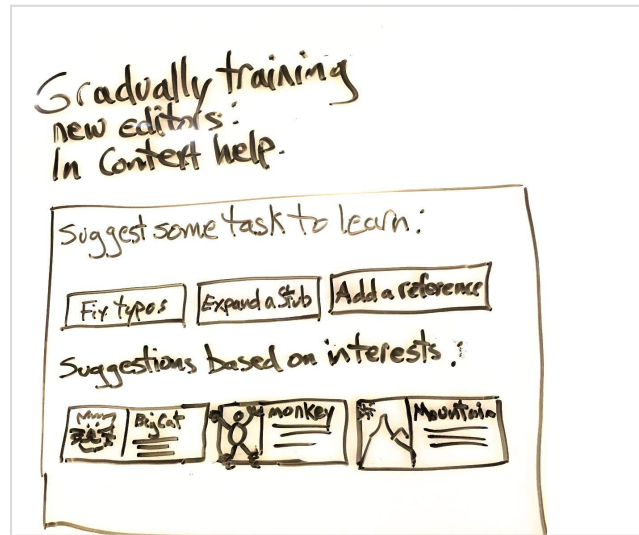 Gradually training
new editors:
In Context help.
Suggest some task to learn:
Fix typos Expand a Stub Add a reference
Suggestions based on interests:
Big Cat monkey Mountain